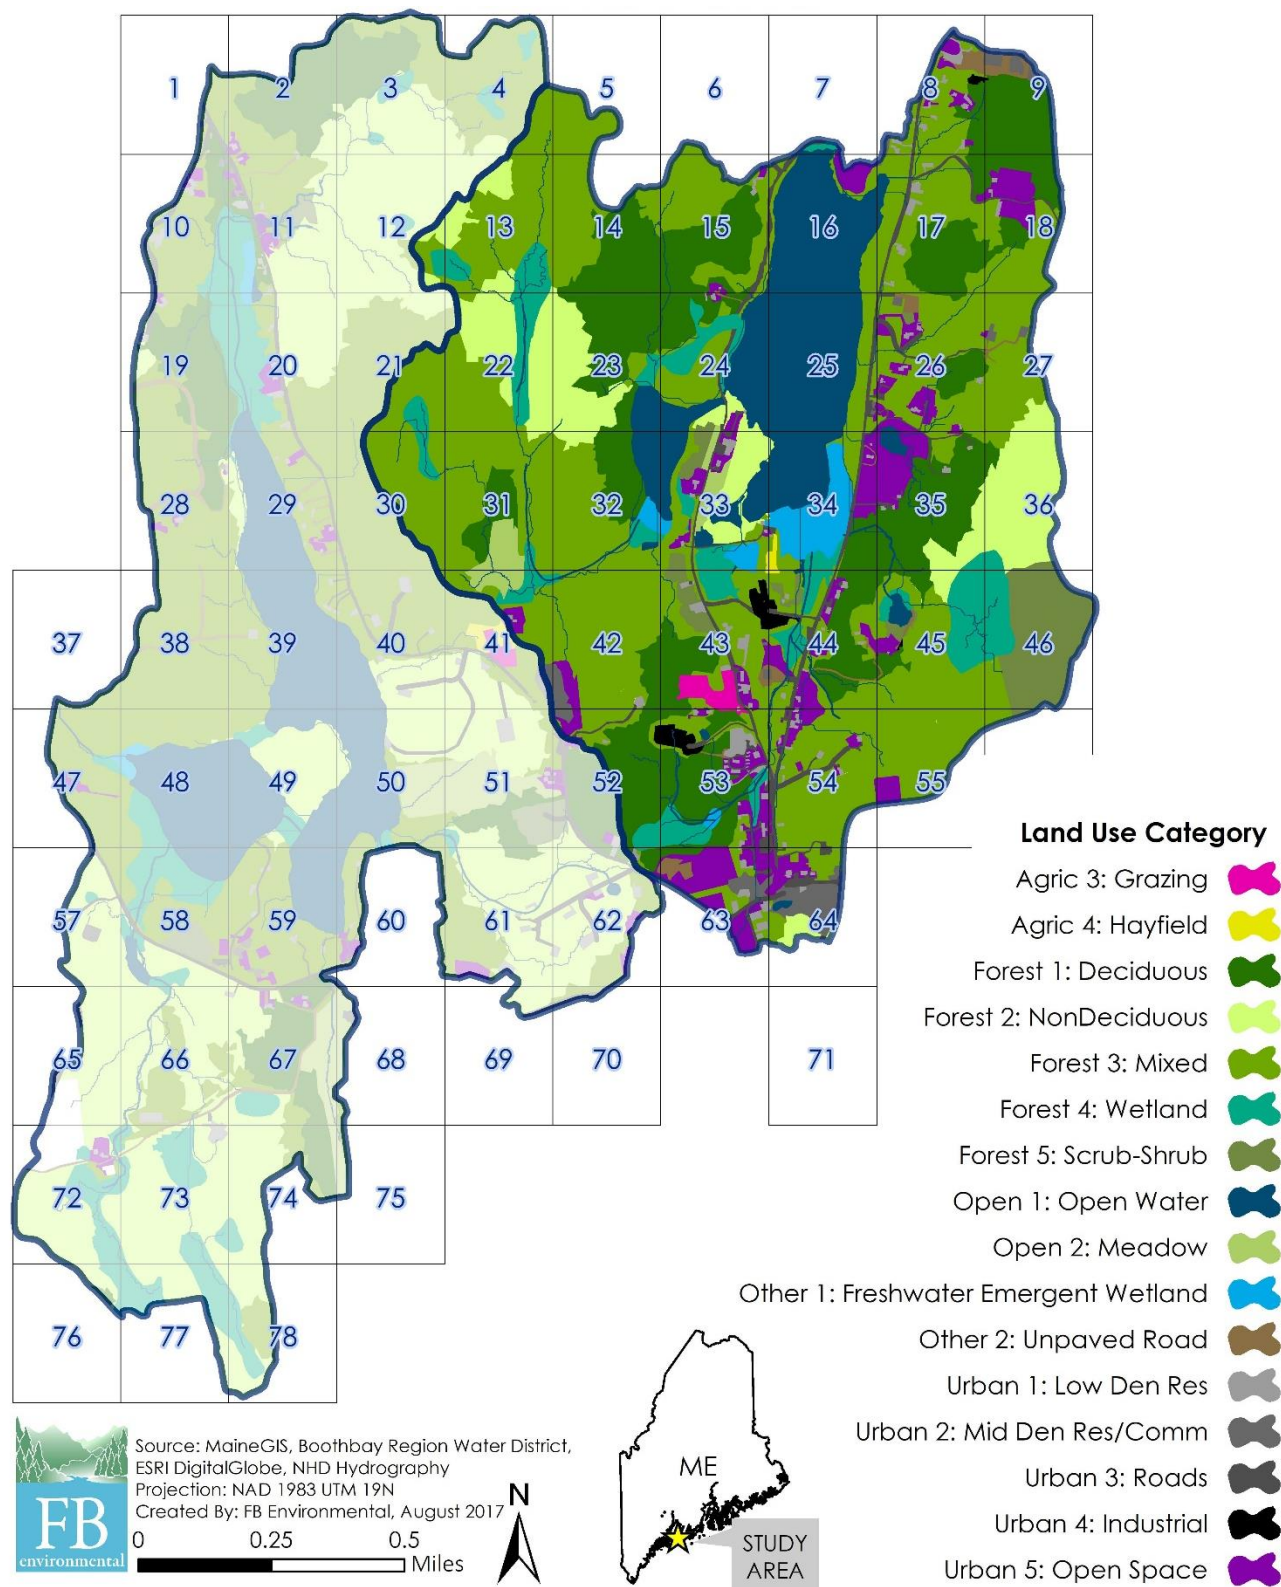 1 2 3 4 5 6 7 8 9
10 11 12 13 14 15 16 17 18
19 20 21 22 23 24 25 26 27
28 29 30 31 32 33 34 35 36
37 38 39 40 41 42 43 44 45 46
47 48 49 50 51 52 53 54 55
57 58 59 60 61 62 63 64
65 66 67 68 69 70 71
72 73 74 75
76 77 78
Land Use Category
Agric 3: Grazing
Agric 4: Hayfield
Forest 1: Deciduous
Forest 2: NonDeciduous
Forest 3: Mixed
Forest 4: Wetland
Forest 5: Scrub-Shrub
Open 1: Open Water
Open 2: Meadow
Other 1: Freshwater Emergent Wetland
Other 2: Unpaved Road
Urban 1: Low Den Res
Urban 2: Mid Den Res/Comm
Urban 3: Roads
Urban 4: Industrial
Urban 5: Open Space
FB
environmental
Source: MaineGIS, Boothbay Region Water District,
ESRI DigitalGlobe, NHD Hydrography
Projection: NAD 1983 UTM 19N
Created By: FB Environmental, August 2017
0 0.25 0.5
Miles
N
ME
STUDY
AREA